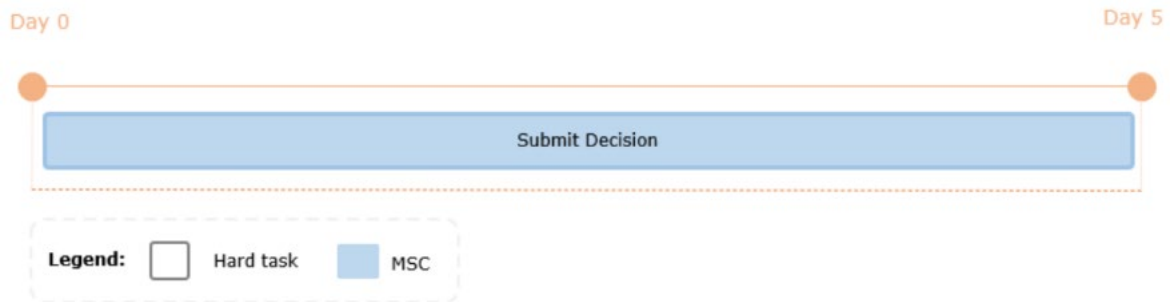 Day 0
Day 5
Submit Decision
Legend:
Hard task
MSC